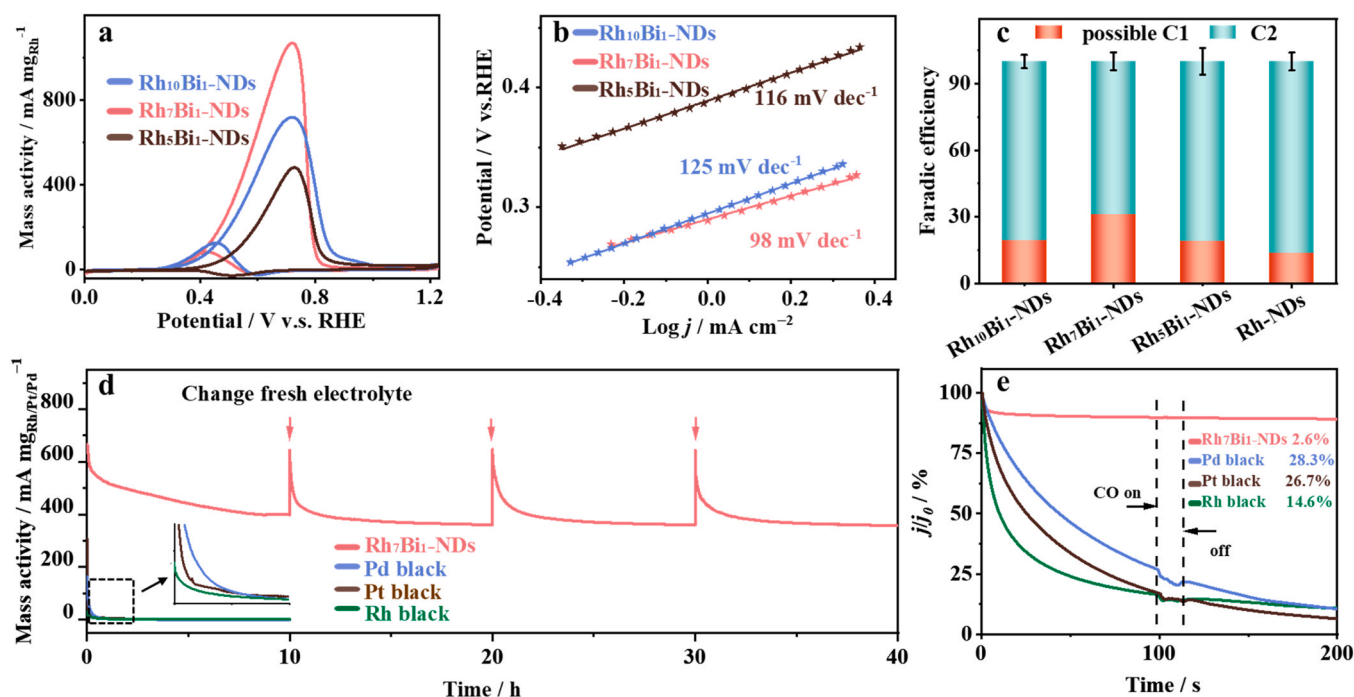 a
Mass activity / mA mgRh⁻¹
800
400
0
Rh₁₀Bi₁-NDs
Rh₇Bi₁-NDs
Rh₅Bi₁-NDs
0.0 0.4 0.8 1.2
Potential / V v.s. RHE
b
Potential / V vs.RHE
0.4
0.3
Rh₁₀Bi₁-NDs
Rh₇Bi₁-NDs
Rh₅Bi₁-NDs
116 mV dec⁻¹
125 mV dec⁻¹
98 mV dec⁻¹
-0.4 -0.2 0.0 0.2 0.4
Log j / mA cm⁻²
c
possible C1 C2
Faradic efficiency
90
60
30
0
Rh₁₀Bi₁-NDs Rh₇Bi₁-NDs Rh₅Bi₁-NDs Rh-NDs
d
Change fresh electrolyte
Mass activity / mA mgRh/Pt/Pd⁻¹
800
600
400
200
0
Rh₇Bi₁-NDs
Pd black
Pt black
Rh black
0 10 20 30 40
Time / h
e
j/j₀ / %
100
75
50
25
0
Rh₇Bi₁-NDs 2.6%
Pd black 28.3%
Pt black 26.7%
Rh black 14.6%
CO on
off
0 100 200
Time / s